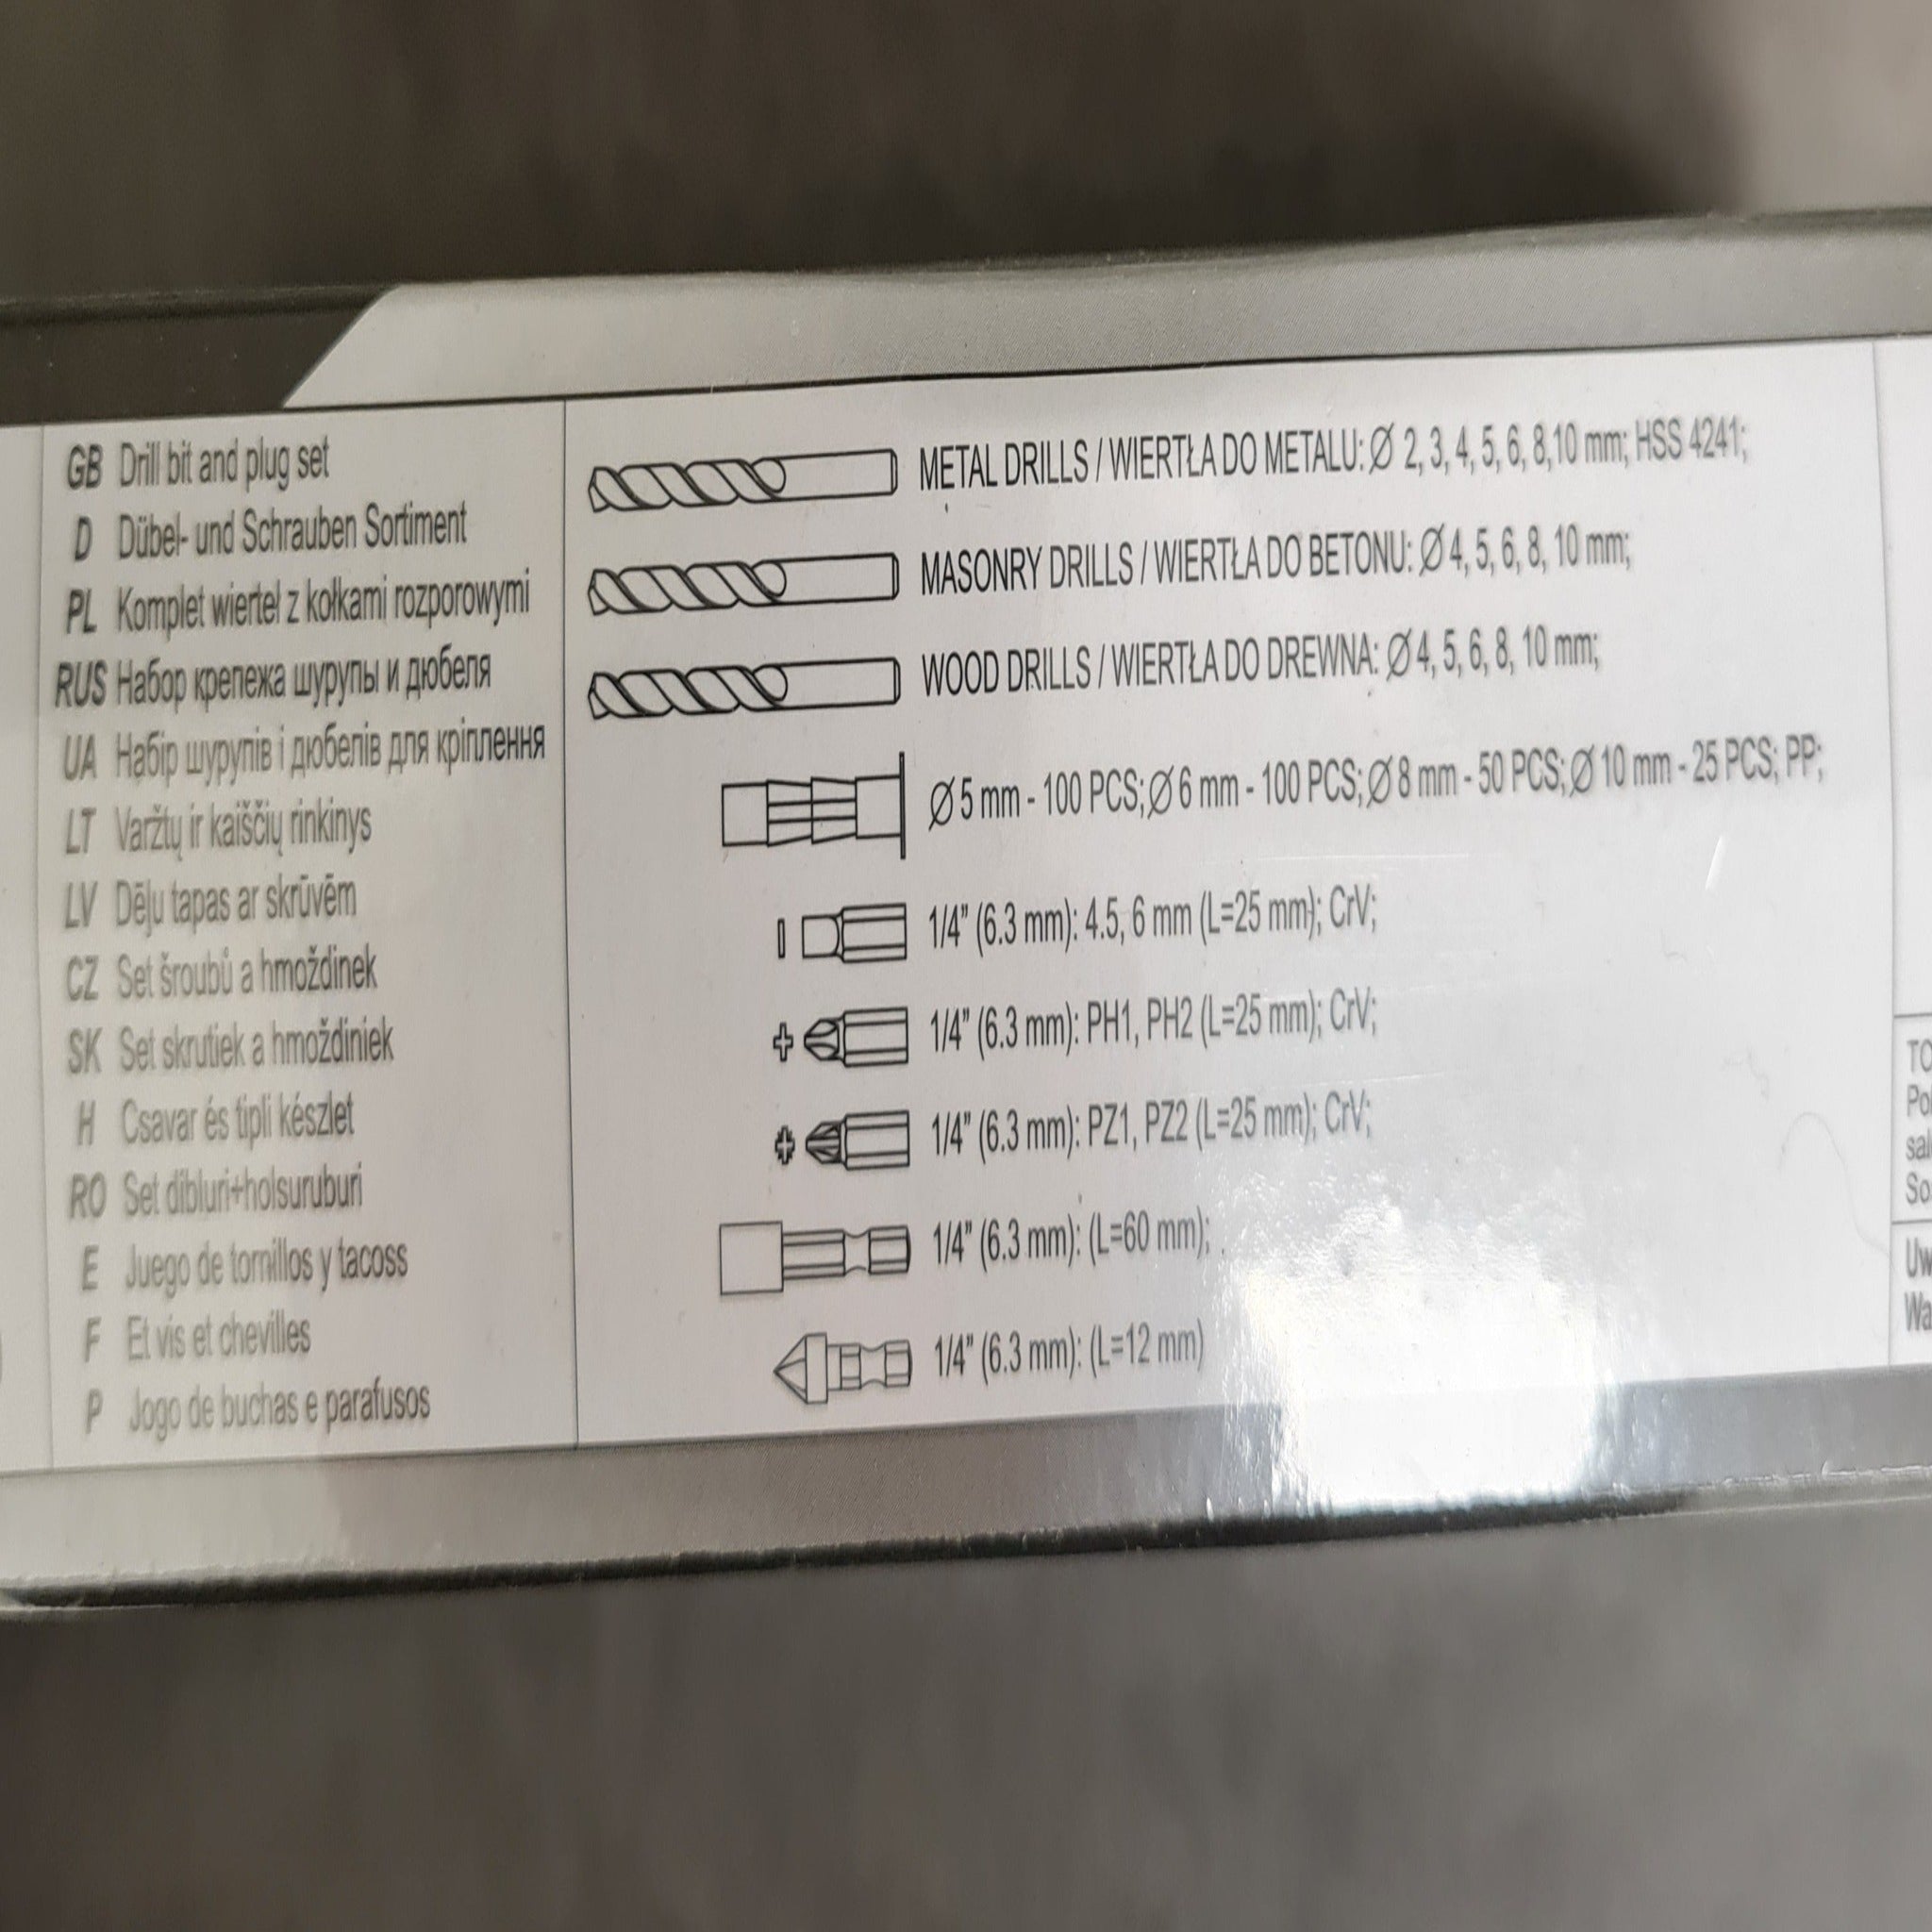 GB Drill bit and plug set
D Dübel- und Schrauben Sortiment
PL Komplet wierteł z kołkami rozporowymi
RUS Набор крепежа шурупы и дюбеля
UA Набір шурупів і дюбелів для кріплення
LT Varžtų ir kaiščių rinkinys
LV Dēļu tapas ar skrūvēm
CZ Set šroubů a hmoždinek
SK Set skrutiek a hmoždiniek
H Csavar és tipli készlet
RO Set dibluri+holsuruburi
E Juego de tornillos y tacoss
F Et vis et chevilles
P Jogo de buchas e parafusos
METAL DRILLS / WIERTŁA DO METALU: Ø 2, 3, 4, 5, 6, 8,10 mm; HSS 4241;
MASONRY DRILLS / WIERTŁA DO BETONU: Ø 4, 5, 6, 8, 10 mm;
WOOD DRILLS / WIERTŁA DO DREWNA: Ø 4, 5, 6, 8, 10 mm;
Ø 5 mm - 100 PCS; Ø 6 mm - 100 PCS; Ø 8 mm - 50 PCS; Ø 10 mm - 25 PCS; PP;
1/4” (6.3 mm): 4.5, 6 mm (L=25 mm); CrV;
1/4” (6.3 mm): PH1, PH2 (L=25 mm); CrV;
1/4” (6.3 mm): PZ1, PZ2 (L=25 mm); CrV;
1/4” (6.3 mm): (L=60 mm);
1/4” (6.3 mm): (L=12 mm)